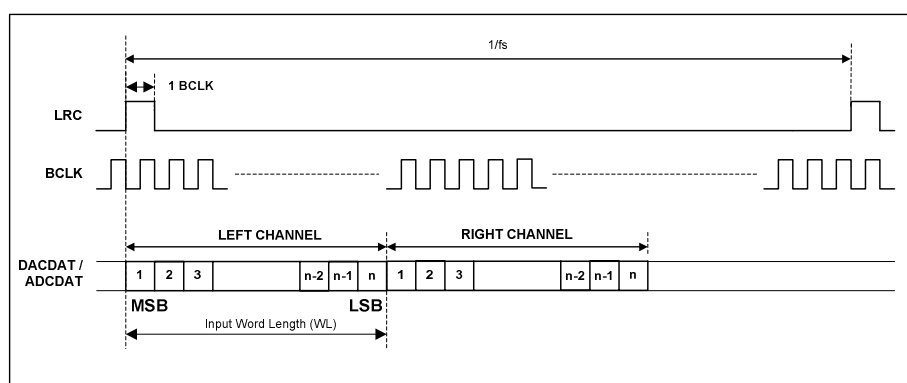 1/fs
1 BCLK
LRC
BCLK
LEFT CHANNEL
RIGHT CHANNEL
DACDAT /
ADCDAT
1 2 3 n-2 n-1 n 1 2 3 n-2 n-1 n
MSB
LSB
Input Word Length (WL)